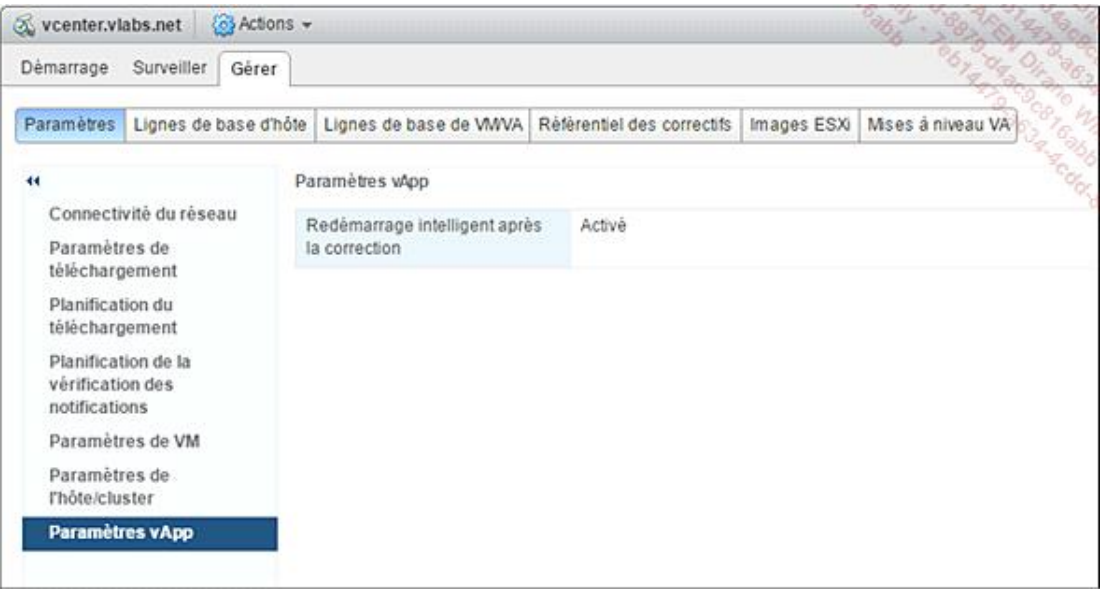 vcenter.vlabs.net Actions
Démarrage Surveiller Gérer
Paramètres Lignes de base d'hôte Lignes de base de VM/VA Référentiel des correctifs Images ESXi Mises à niveau VA
Paramètres vApp
Connectivité du réseau
Redémarrage intelligent après Activé
la correction
Paramètres de
téléchargement
Planification du
téléchargement
Planification de la
vérification des
notifications
Paramètres de VM
Paramètres de
l'hôte/cluster
Paramètres vApp